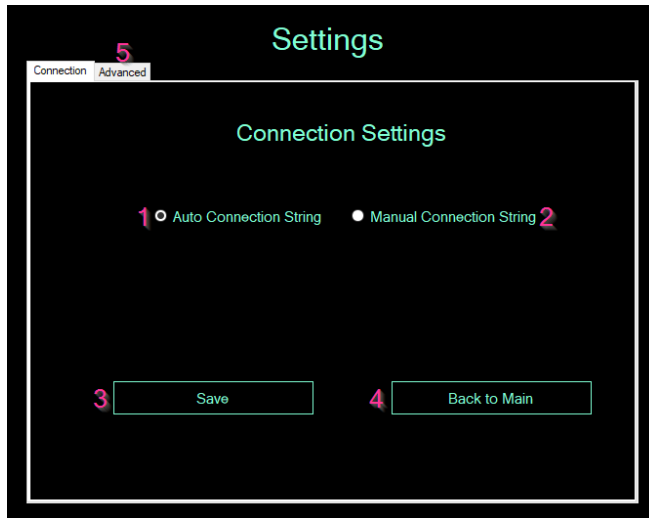 Settings
5
Connection Advanced
Connection Settings
1 Auto Connection String Manual Connection String 2
3 Save 4 Back to Main